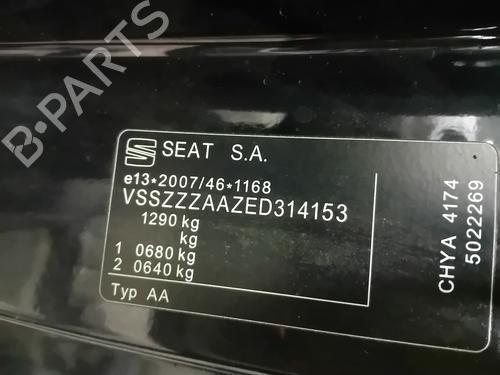 B-PARTS
SEAT S.A.
e13*2007/46*1168
VSSZZZAAZED314153
1290 kg
kg
1 0680 kg
2 0640 kg
Typ AA
CHYA 4174
5022269